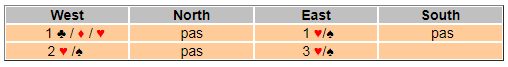 West North East South
1 ♣ / ♦ / ♥ pas 1 ♥/♠ pas
2 ♥ /♠ pas 3 ♥/♠